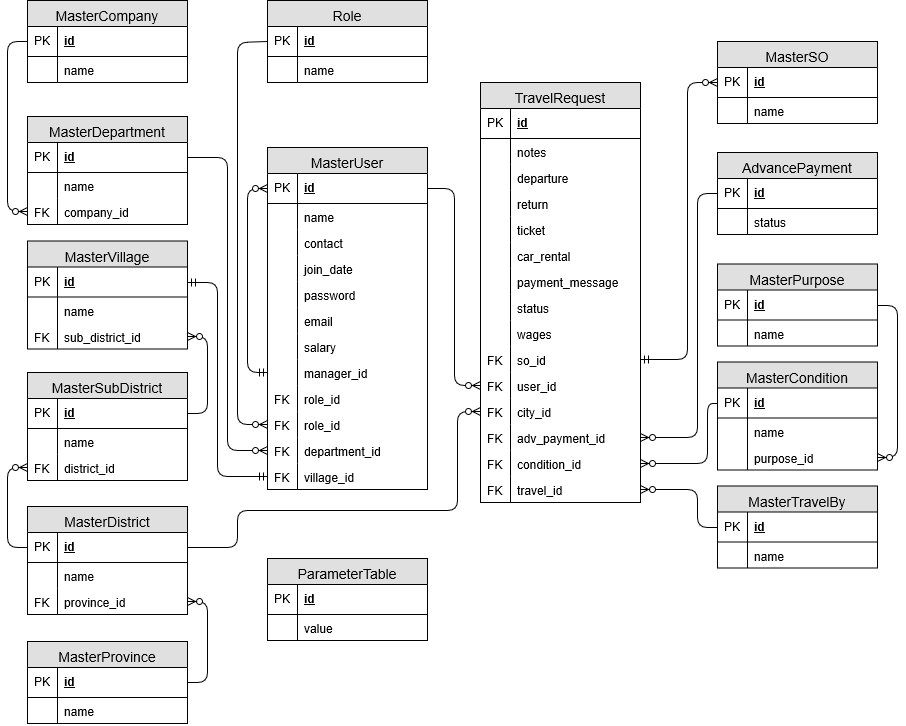 MasterCompany
PK id
name
MasterDepartment
PK id
name
FK company_id
MasterVillage
PK id
name
FK sub_district_id
MasterSubDistrict
PK id
name
FK district_id
MasterDistrict
PK id
name
FK province_id
MasterProvince
PK id
name
Role
PK id
name
MasterUser
PK id
name
contact
join_date
password
email
salary
manager_id
FK role_id
FK role_id
FK department_id
FK village_id
ParameterTable
PK id
value
TravelRequest
PK id
notes
departure
return
ticket
car_rental
payment_message
status
wages
FK so_id
FK user_id
FK city_id
FK adv_payment_id
FK condition_id
FK travel_id
MasterSO
PK id
name
AdvancePayment
PK id
status
MasterPurpose
PK id
name
MasterCondition
PK id
name
purpose_id
MasterTravelBy
PK id
name